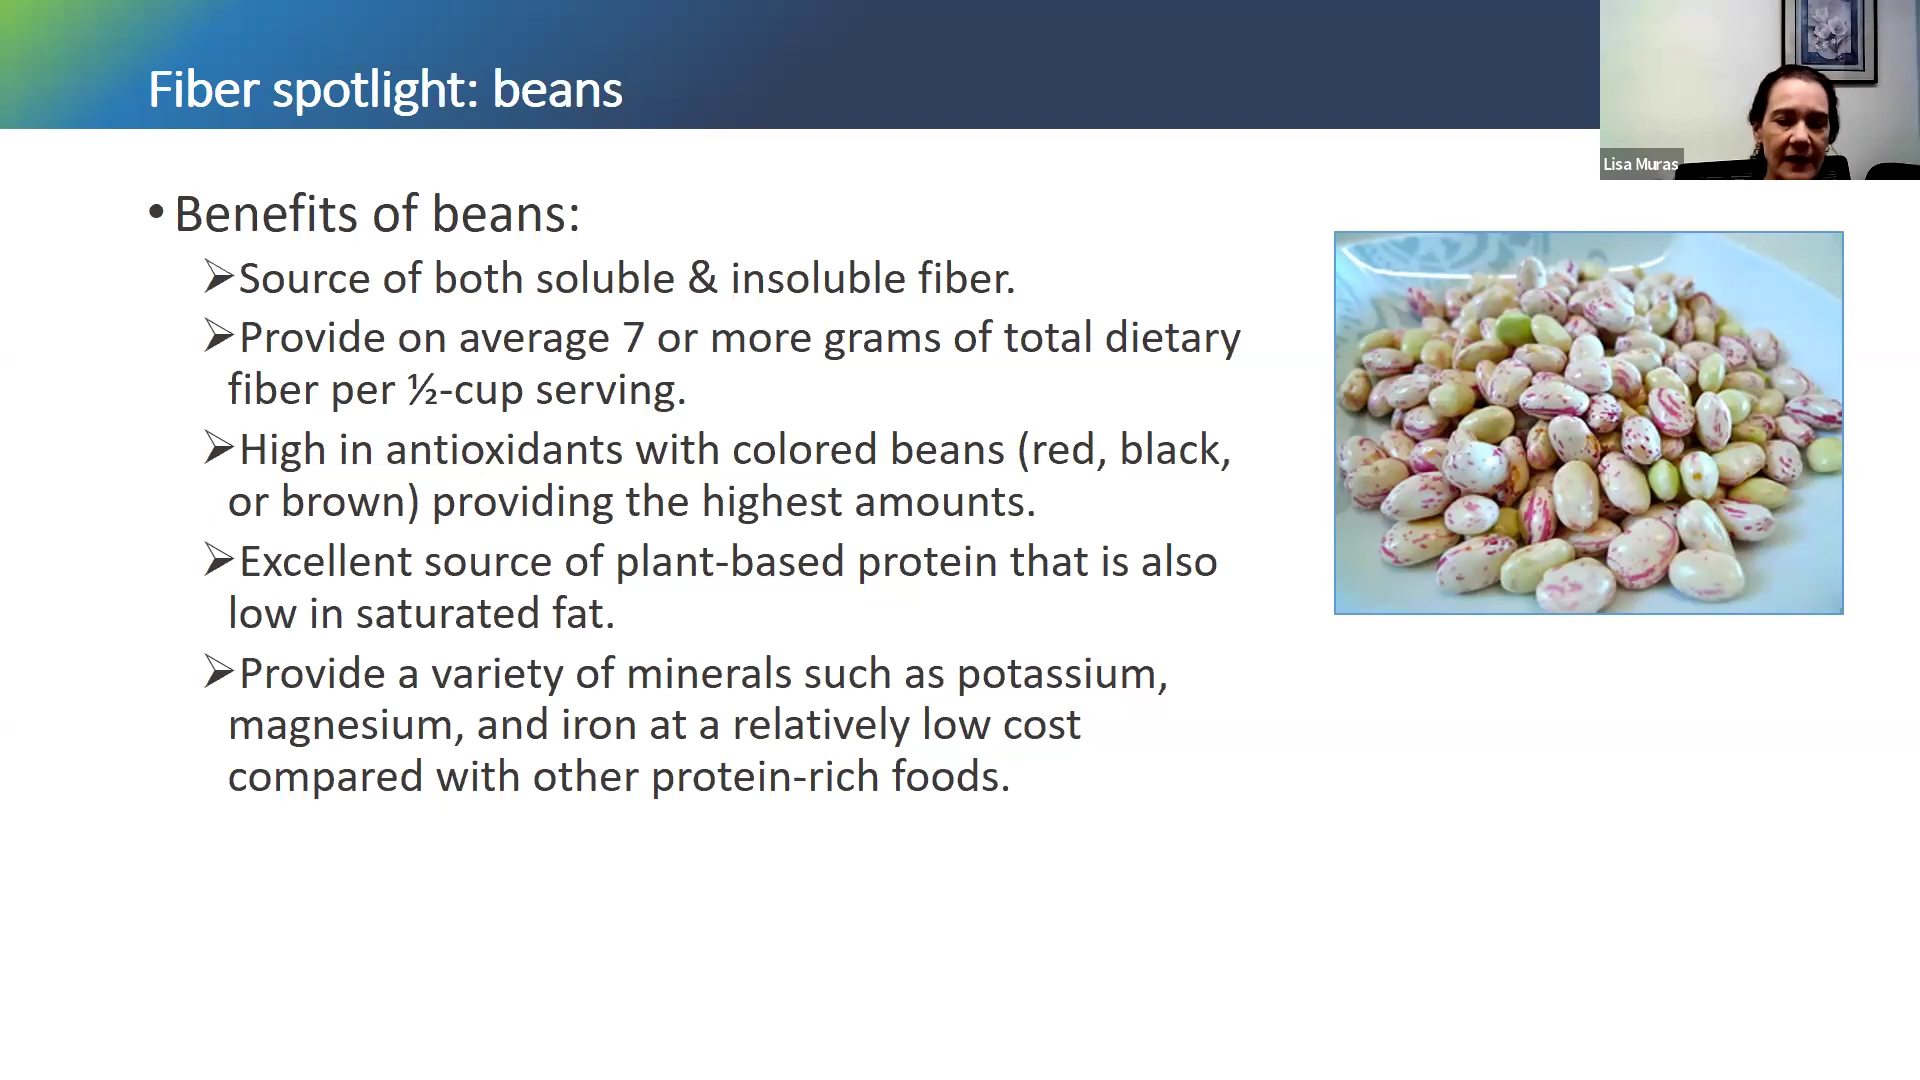 Fiber spotlight: beans
Lisa Muras
• Benefits of beans:
➢Source of both soluble & insoluble fiber.
➢Provide on average 7 or more grams of total dietary
fiber per ½-cup serving.
➢High in antioxidants with colored beans (red, black,
or brown) providing the highest amounts.
➢Excellent source of plant-based protein that is also
low in saturated fat.
➢Provide a variety of minerals such as potassium,
magnesium, and iron at a relatively low cost
compared with other protein-rich foods.